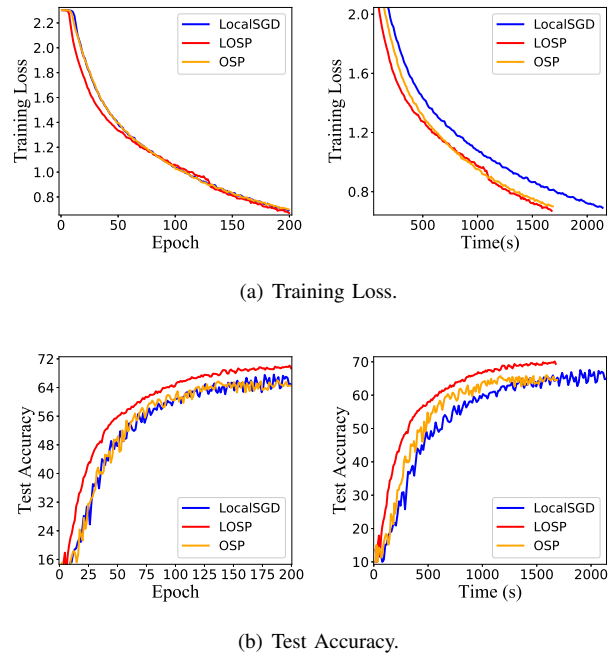 Training Loss
2.2
2.0
1.8
1.6
1.4
1.2
1.0
0.8
LocalSGD
LOSP
OSP
0 50 100 150 200
Epoch
Training Loss
2.0
1.6
1.2
0.8
LocalSGD
LOSP
OSP
500 1000 1500 2000
Time(s)
(a) Training Loss.
Test Accuracy
72
64
56
48
40
32
24
16
LocalSGD
LOSP
OSP
0 25 50 75 100 125 150 175 200
Epoch
Test Accuracy
70
60
50
40
30
20
10
LocalSGD
LOSP
OSP
0 500 1000 1500 2000
Time (s)
(b) Test Accuracy.